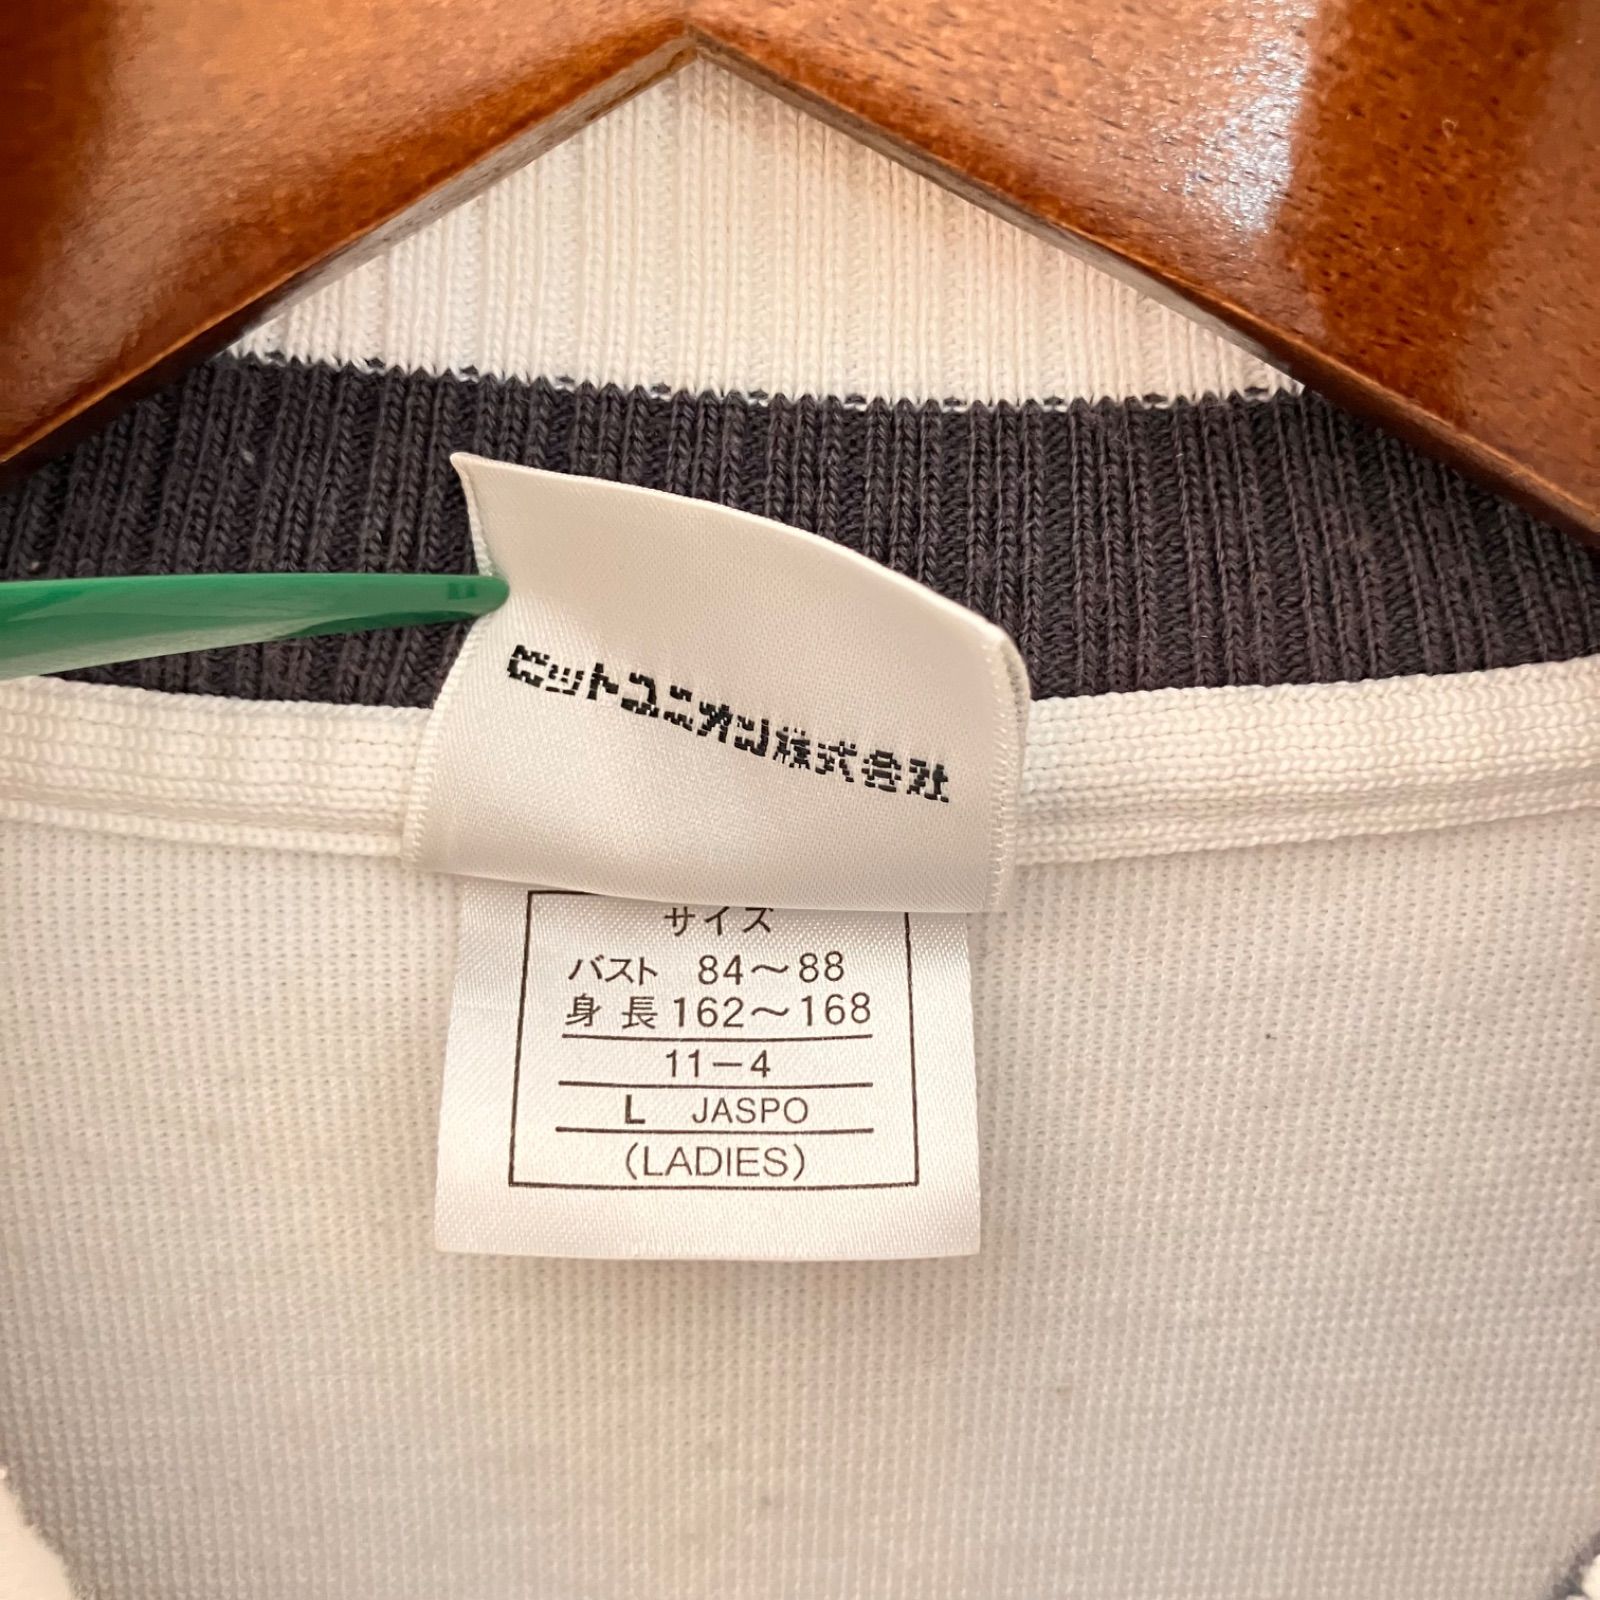 ヒットユニオン株式会社
サイズ
バスト 84～88
身長 162～168
11－4
L JASPO
(LADIES)